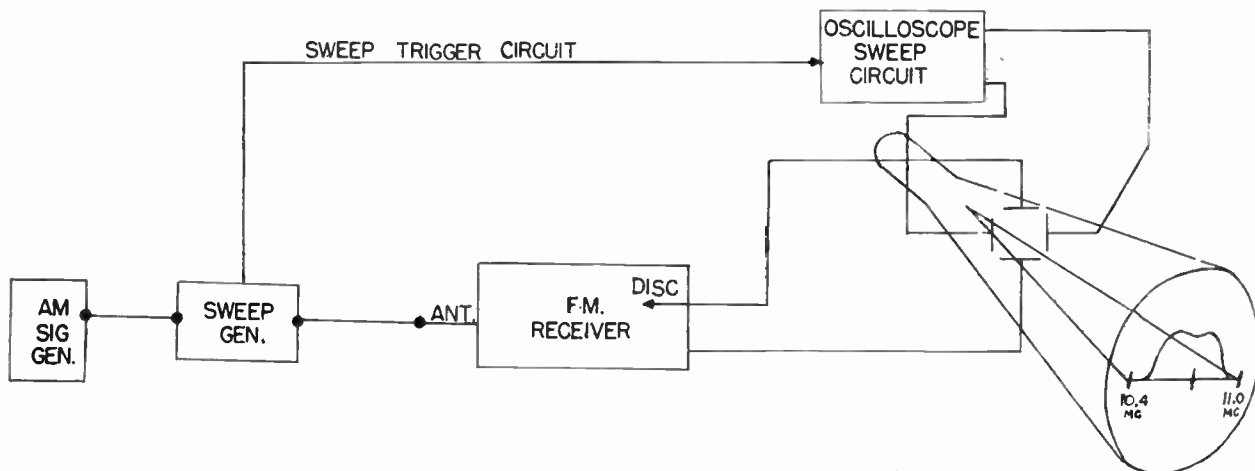 SWEEP TRIGGER CIRCUIT
OSCILLOSCOPE
SWEEP
CIRCUIT
AM
SIG
GEN.
SWEEP
GEN.
ANT.
DISC
F.M.
RECEIVER
10.4
MC
11.0
MC